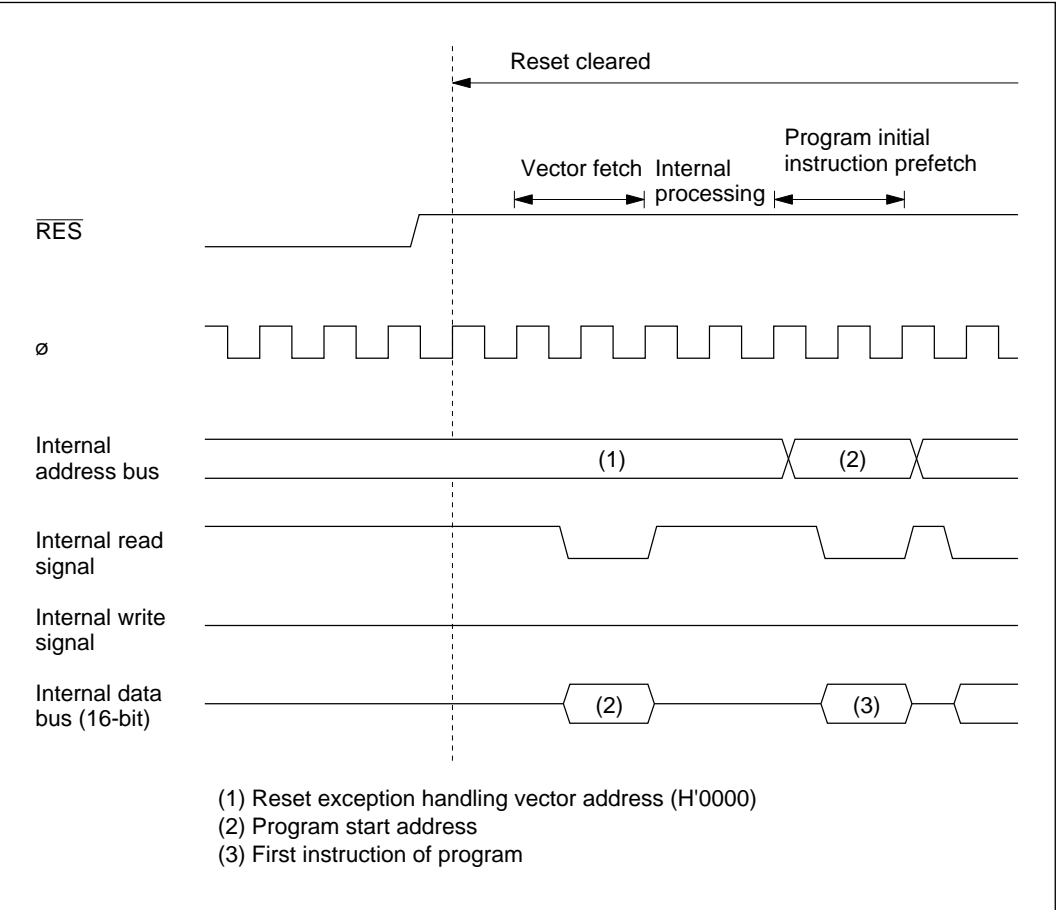 Reset cleared
Program initial
instruction prefetch
Vector fetch
Internal
processing
RES
ø
Internal
address bus
(1)
(2)
Internal read
signal
Internal write
signal
Internal data
bus (16-bit)
(2)
(3)
(1) Reset exception handling vector address (H'0000)
(2) Program start address
(3) First instruction of program